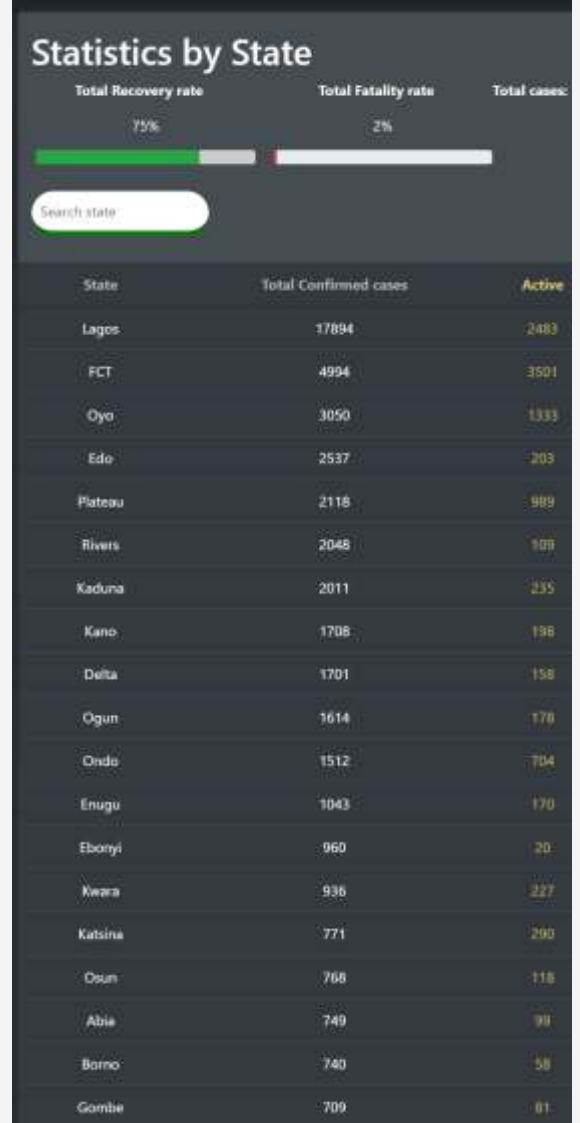 Statistics by State
Total Recovery rate Total Fatality rate Total cases:
75% 2%
Search state
State Total Confirmed cases Active
Lagos 17894 2483
FCT 4994 3501
Oyo 3050 1333
Edo 2537 203
Plateau 2118 989
Rivers 2048 109
Kaduna 2011 235
Kano 1708 198
Delta 1701 158
Ogun 1614 178
Ondo 1512 704
Enugu 1043 170
Ebonyi 960 20
Kwara 936 227
Katsina 771 290
Osun 768 118
Abia 749 99
Borno 740 58
Gombe 709 81